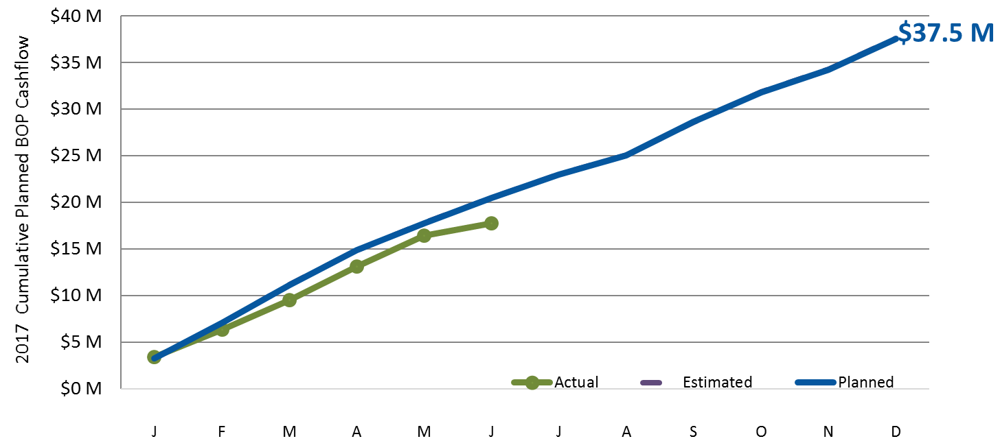 2017 Cumulative Planned BOP Cashflow
$40 M
$35 M
$30 M
$25 M
$20 M
$15 M
$10 M
$5 M
$0 M
$37.5 M
Actual Estimated Planned
J F M A M J J A S O N D